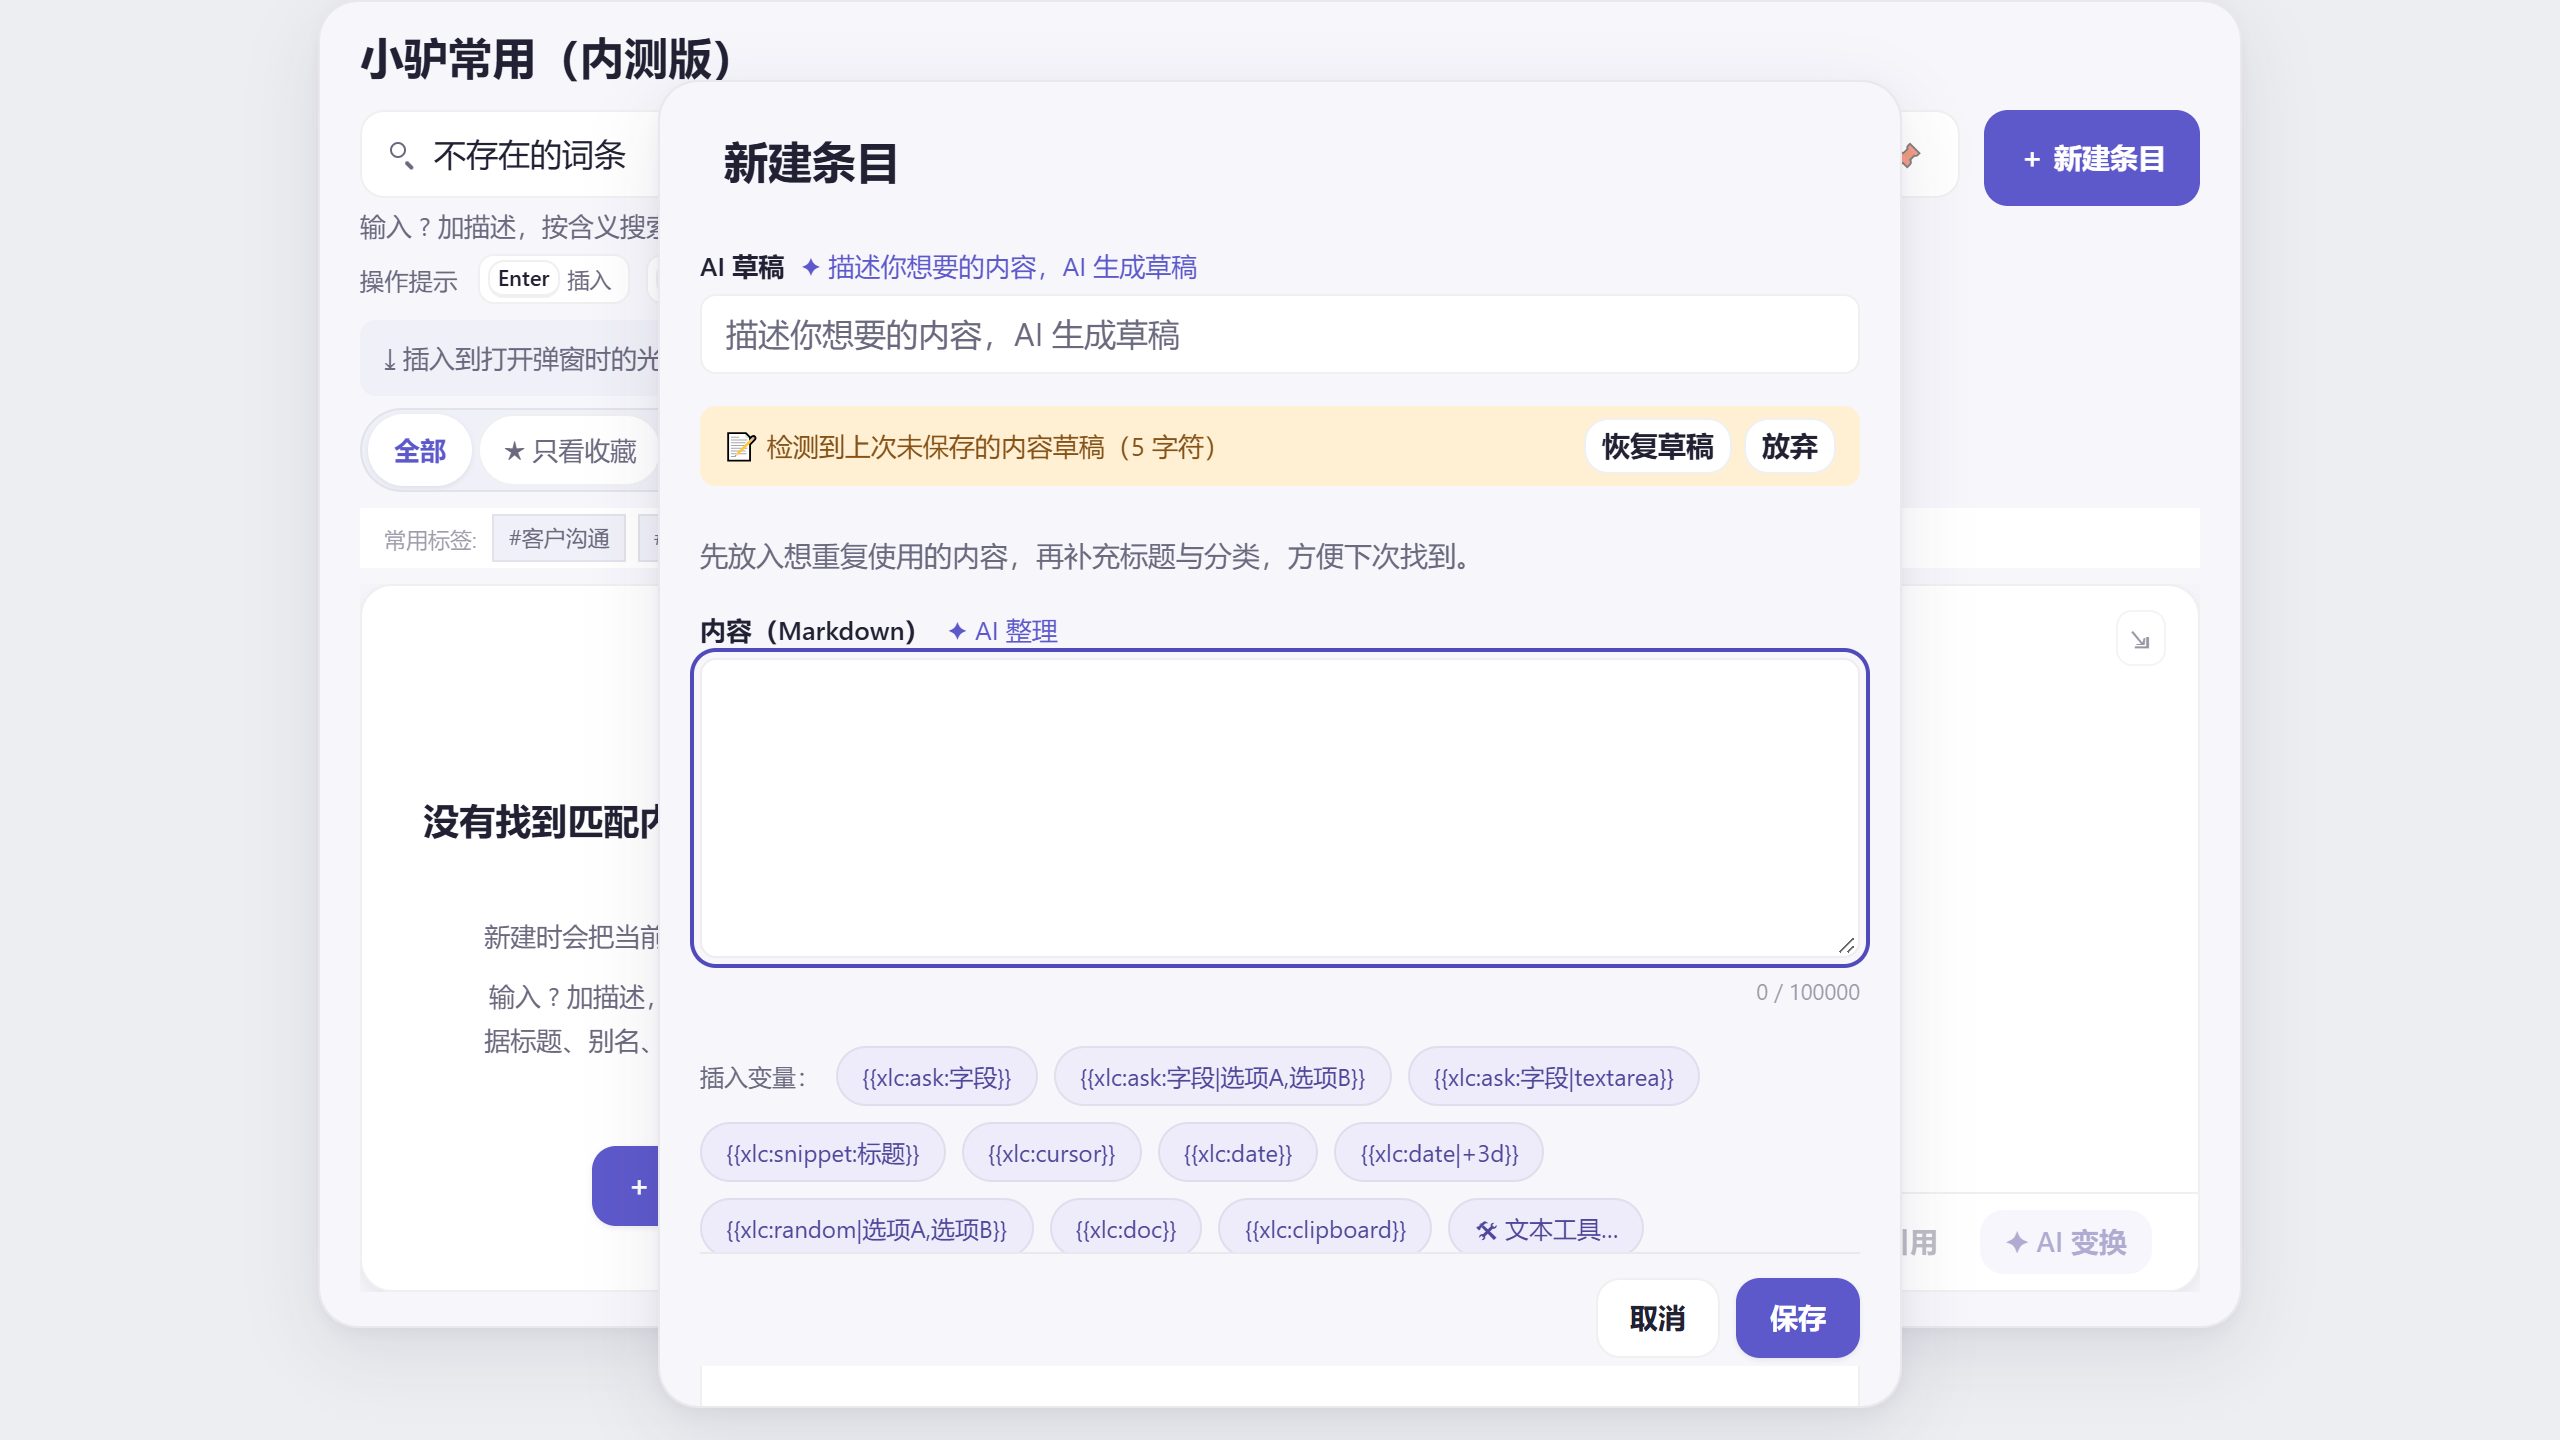 小驴常用（内测版）
不存在的词条
+ 新建条目
输入 ? 加描述，按含义搜索
操作提示 Enter 插入
↓插入到打开弹窗时的光
全部 ★ 只看收藏
常用标签: #客户沟通 #
没有找到匹配内
新建时会把当前
输入 ? 加描述，
据标题、别名、
+
用
✦ AI 变换
新建条目
AI 草稿 ✦ 描述你想要的内容，AI 生成草稿
描述你想要的内容，AI 生成草稿
📝 检测到上次未保存的内容草稿（5 字符） 恢复草稿 放弃
先放入想重复使用的内容，再补充标题与分类，方便下次找到。
内容（Markdown） ✦ AI 整理
0 / 100000
插入变量： {{xlc:ask:字段}} {{xlc:ask:字段|选项A,选项B}} {{xlc:ask:字段|textarea}}
{{xlc:snippet:标题}} {{xlc:cursor}} {{xlc:date}} {{xlc:date|+3d}}
{{xlc:random|选项A,选项B}} {{xlc:doc}} {{xlc:clipboard}} 🛠 文本工具...
取消 保存